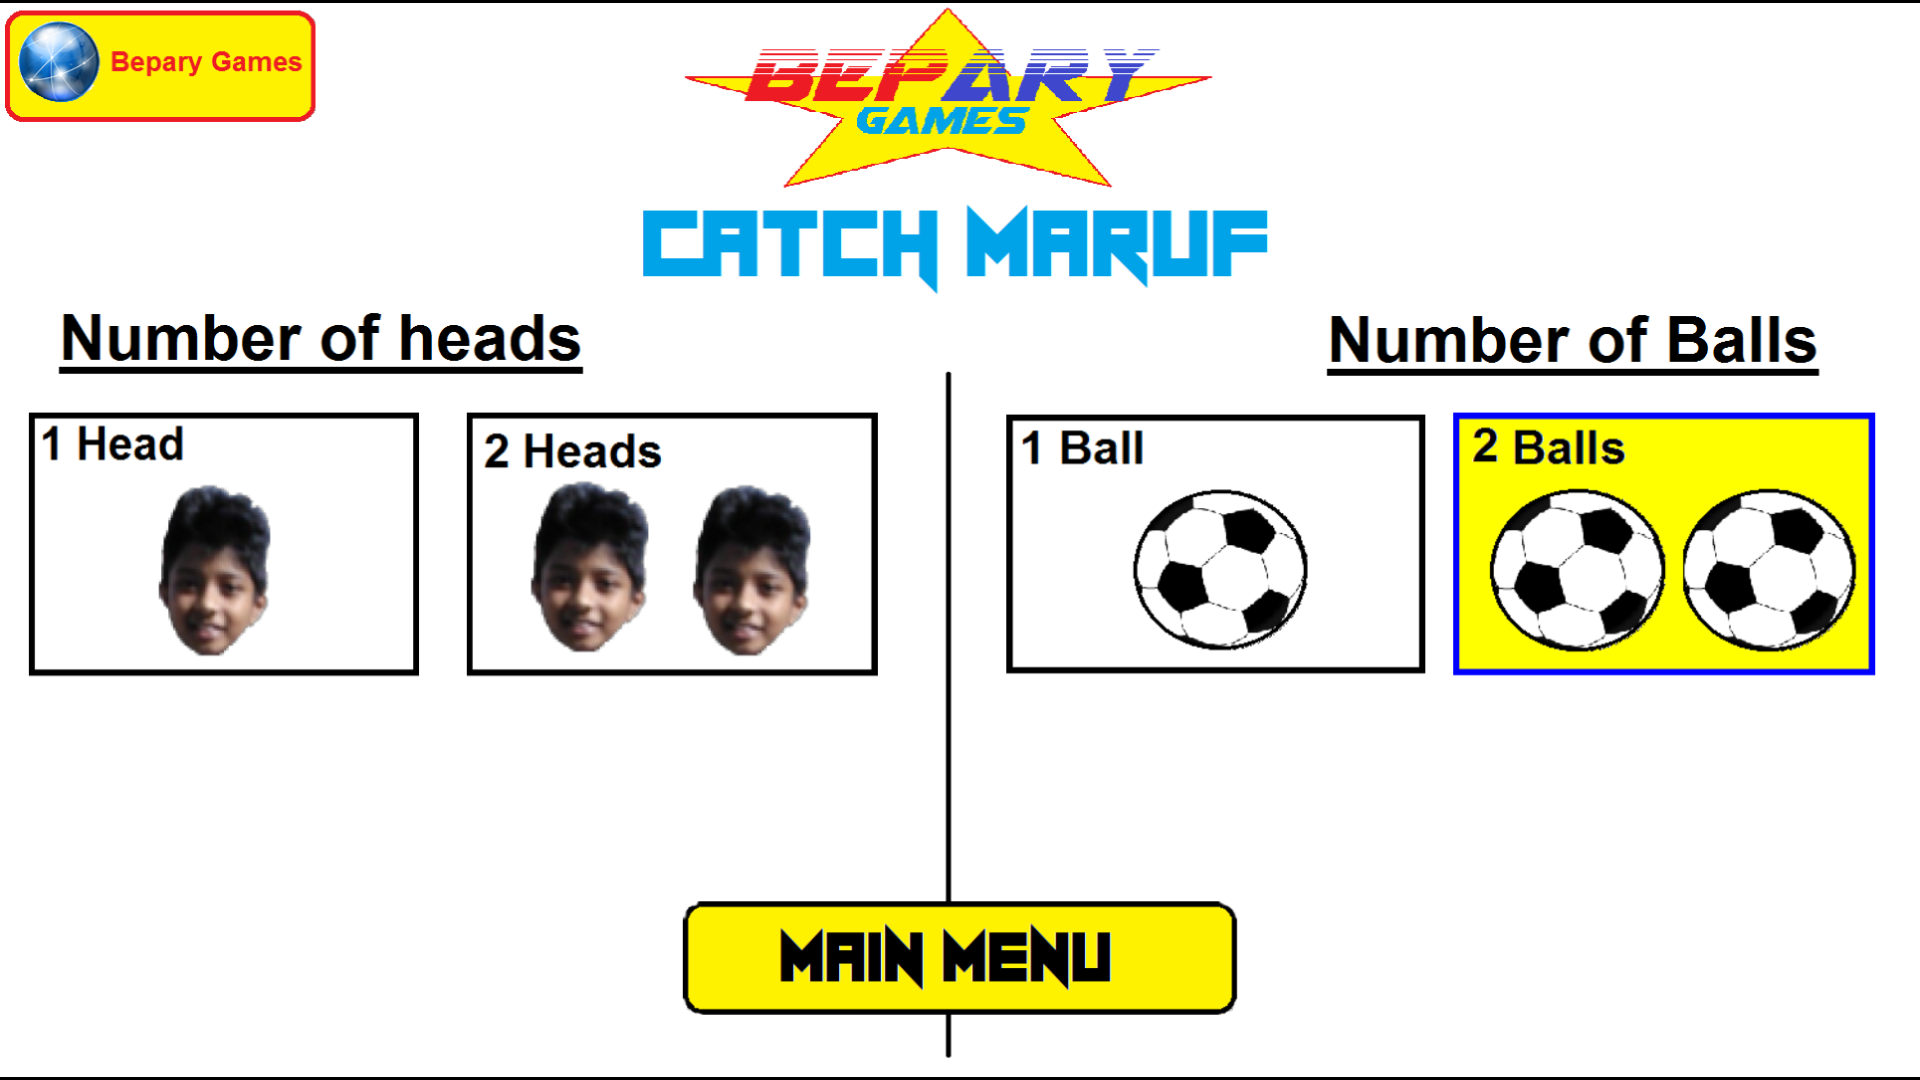 Bepary Games
BEPARY
GAMES
CATCH MARUF
Number of heads
Number of Balls
1 Head
2 Heads
1 Ball
2 Balls
MAIN MENU